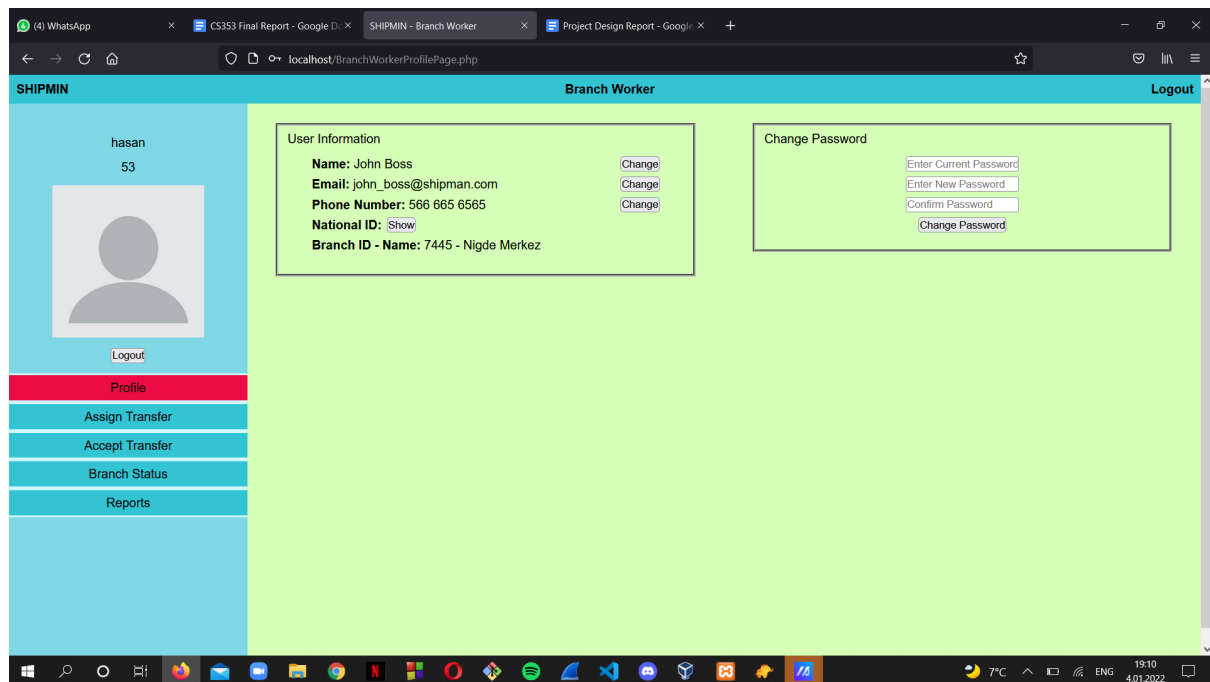 (4) WhatsApp
CS353 Final Report - Google Do
SHIPMIN - Branch Worker
Project Design Report - Google
localhost/BranchWorkerProfilePage.php
SHIPMIN
Branch Worker
Logout
hasan
53
Logout
Profile
Assign Transfer
Accept Transfer
Branch Status
Reports
User Information
Name: John Boss Change
Email: john_boss@shipman.com Change
Phone Number: 566 665 6565 Change
National ID: Show
Branch ID - Name: 7445 - Nigde Merkez
Change Password
Enter Current Password
Enter New Password
Confirm Password
Change Password
7°C
ENG
19:10
4.01.2022